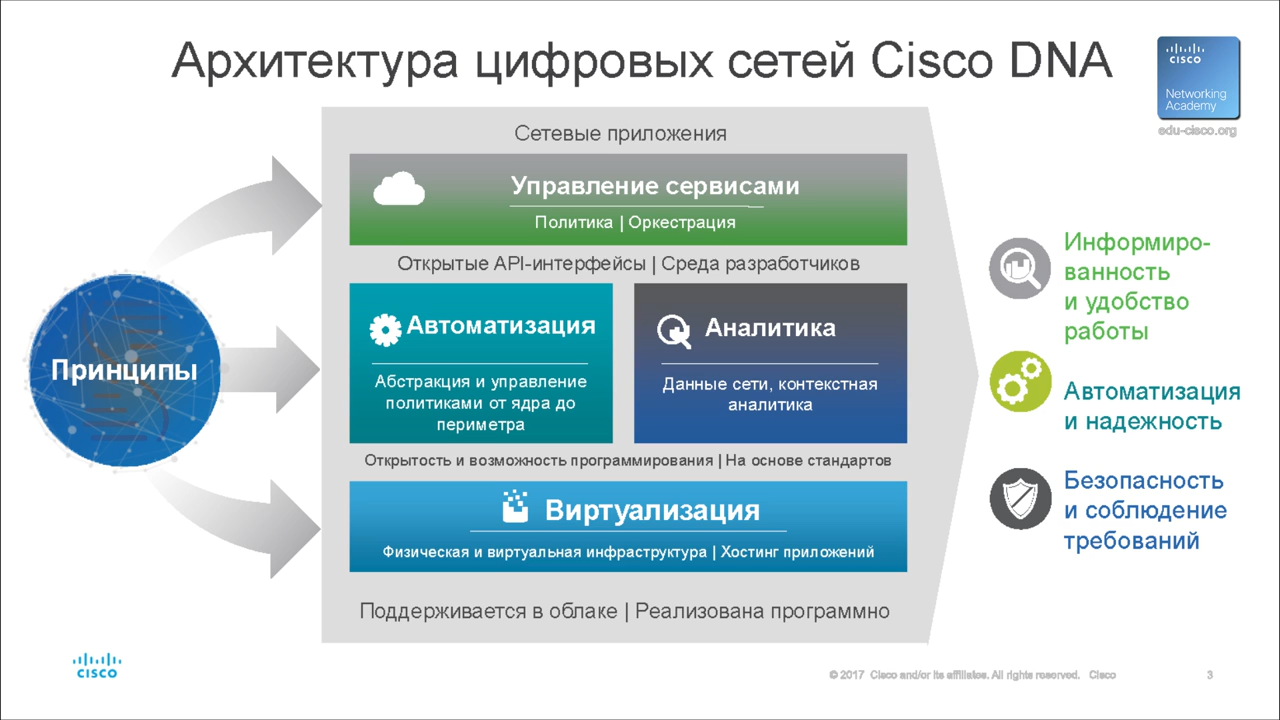 Архитектура цифровых сетей Cisco DNA
CISCO
Networking
Academy
edu-cisco.org
Сетевые приложения
Управление сервисами
Политика | Оркестрация
Открытые API-интерфейсы | Среда разработчиков
Принципы
Автоматизация
Абстракция и управление
политиками от ядра до
периметра
Аналитика
Данные сети, контекстная
аналитика
Открытость и возможность программирования | На основе стандартов
Виртуализация
Физическая и виртуальная инфраструктура | Хостинг приложений
Поддерживается в облаке | Реализована программно
Информиро-
ванность
и удобство
работы
Автоматизация
и надежность
Безопасность
и соблюдение
требований
CISCO
© 2017 Cisco and/or its affiliates. All rights reserved. Cisco
3